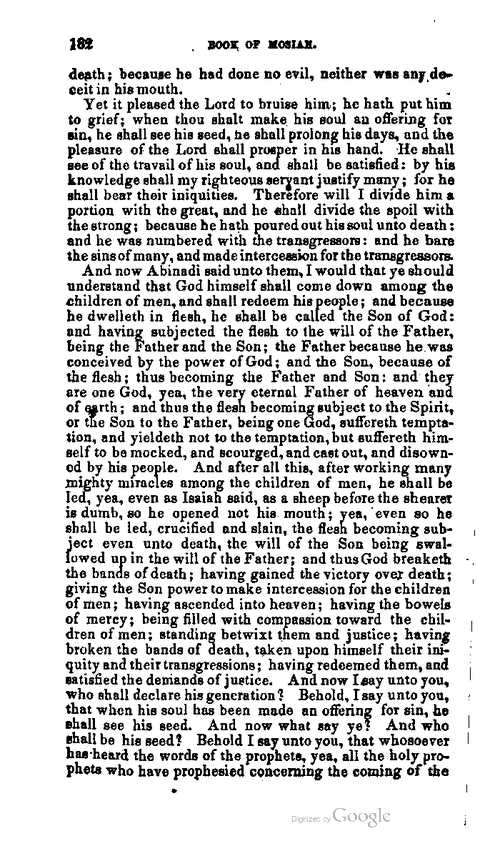 182 BOOK OF MOSIAH.
death; because he had done no evil, neither was any de-
ceit in his mouth.
Yet it pleased the Lord to bruise him; he hath put him
to grief; when thou shalt make his soul an offering for
sin, he shall see his seed, he shall prolong his days, and the
pleasure of the Lord shall prosper in his hand. He shall
see of the travail of his soul, and shall be satisfied: by his
knowledge shall my righteous servant justify many; for he
shall bear their iniquities. Therefore will I divide him a
portion with the great, and he shall divide the spoil with
the strong; because he hath poured out his soul unto death:
and he was numbered with the transgressors: and he bare
the sins of many, and made intercession for the transgressors.
And now Abinadi said unto them, I would that ye should
understand that God himself shall come down among the
children of men, and shall redeem his people; and because
he dwelleth in flesh, he shall be called the Son of God:
and having subjected the flesh to the will of the Father,
being the Father and the Son; the Father because he was
conceived by the power of God; and the Son, because of
the flesh; thus becoming the Father and Son: and they
are one God, yea, the very eternal Father of heaven and
of earth; and thus the flesh becoming subject to the Spirit,
or the Son to the Father, being one God, suffereth tempta-
tion, and yieldeth not to the temptation, but suffereth him-
self to be mocked, and scourged, and cast out, and disown-
ed by his people. And after all this, after working many
mighty miracles among the children of men, he shall be
led, yea, even as Isaiah said, as a sheep before the shearer
is dumb, so he opened not his mouth; yea, even so he
shall be led, crucified and slain, the flesh becoming sub-
ject even unto death, the will of the Son being swal-
lowed up in the will of the Father; and thus God breaketh
the bands of death; having gained the victory over death;
giving the Son power to make intercession for the children
of men; having ascended into heaven; having the bowels
of mercy; being filled with compassion toward the chil-
dren of men; standing betwixt them and justice; having
broken the bands of death, taken upon himself their ini-
quity and their transgressions; having redeemed them, and
satisfied the demands of justice. And now I say unto you,
who shall declare his generation? Behold, I say unto you,
that when his soul has been made an offering for sin, he
shall see his seed. And now what say ye? And who
shall be his seed? Behold I say unto you, that whosoever
has heard the words of the prophets, yea, all the holy pro-
phets who have prophesied concerning the coming of the
Digitized by Google